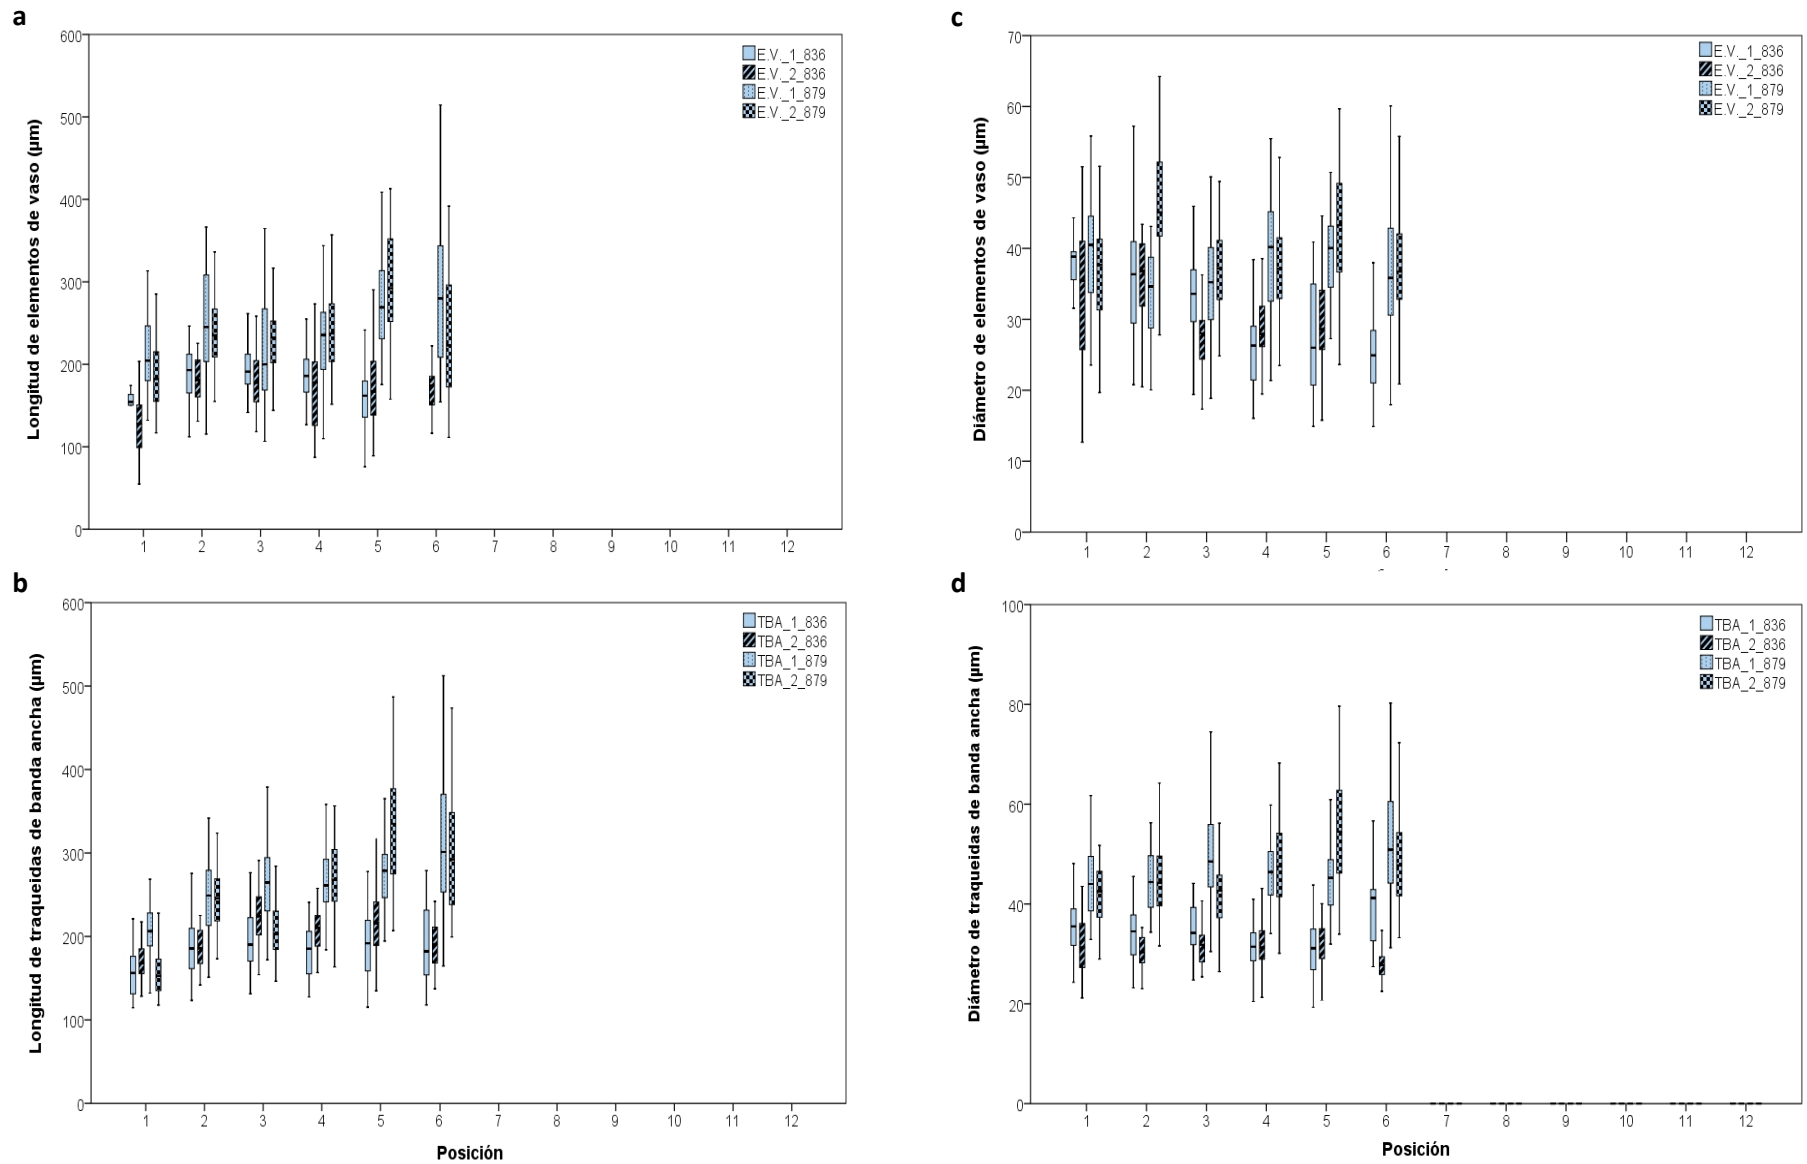 a
600
500
400
300
200
100
0
Longitud de elementos de vaso (µm)
E.V._1_836
E.V._2_836
E.V._1_879
E.V._2_879
1 2 3 4 5 6 7 8 9 10 11 12
c
70
60
50
40
30
20
10
0
Diámetro de elementos de vaso (µm)
E.V._1_836
E.V._2_836
E.V._1_879
E.V._2_879
1 2 3 4 5 6 7 8 9 10 11 12
b
600
500
400
300
200
100
0
Longitud de traqueidas de banda ancha (µm)
TBA_1_836
TBA_2_836
TBA_1_879
TBA_2_879
1 2 3 4 5 6 7 8 9 10 11 12
Posición
d
100
80
60
40
20
0
Diámetro de traqueidas de banda ancha (µm)
TBA_1_836
TBA_2_836
TBA_1_879
TBA_2_879
1 2 3 4 5 6 7 8 9 10 11 12
Posición